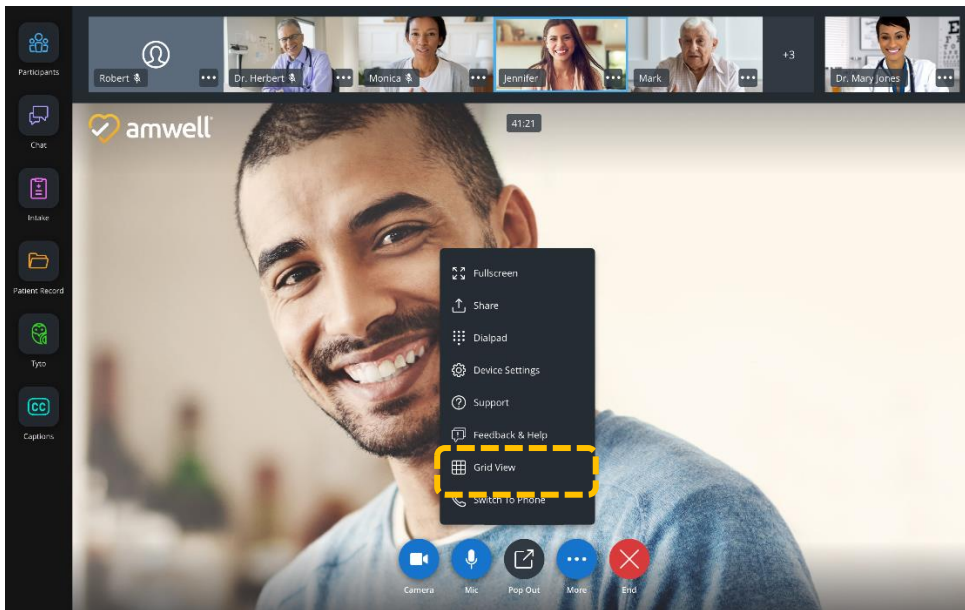 Participants
Chat
Intake
Patient Record
Tyto
CC
Captions
Robert
Dr. Herbert
Monica
Jennifer
Mark
+3
Dr. Mary Jones
E
amwell
41:21
Fullscreen
Share
Dialpad
Device Settings
Support
Feedback & Help
Grid View
Switch To Phone
Camera
Mic
Pop Out
More
End